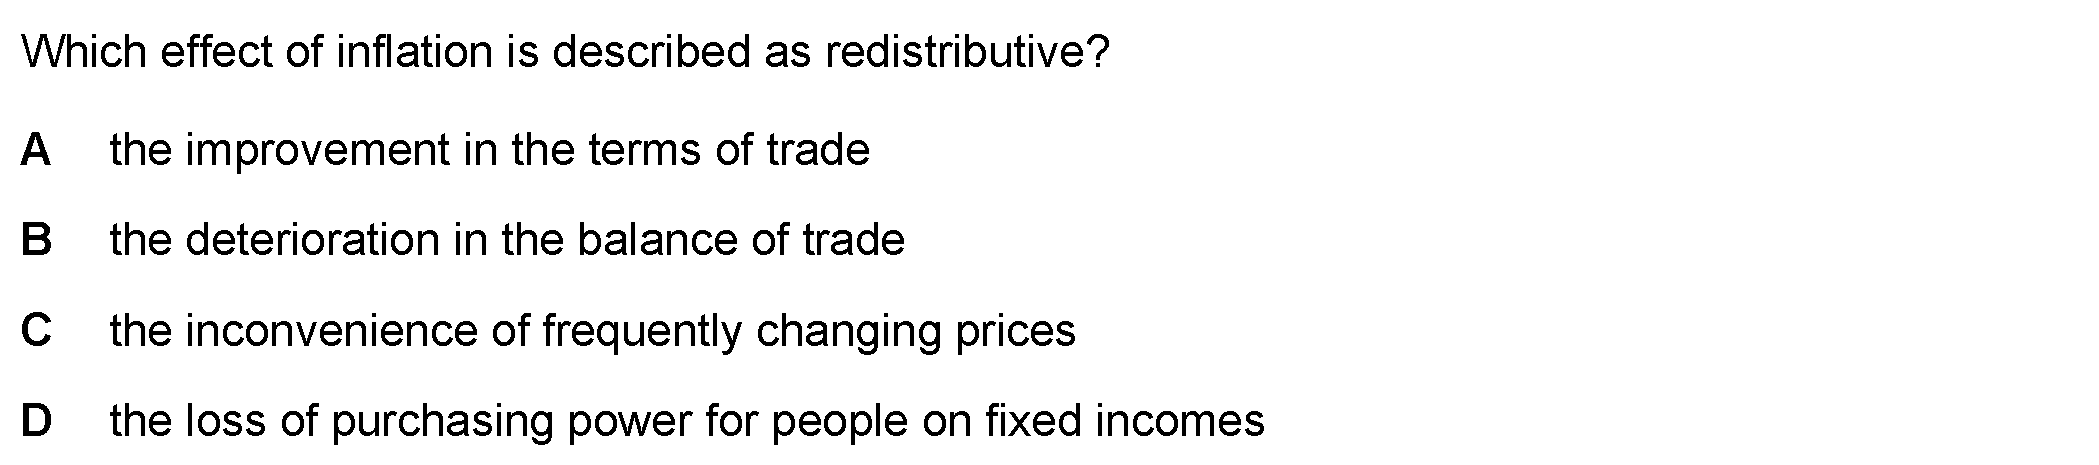 Which effect of inflation is described as redistributive?
A the improvement in the terms of trade
B the deterioration in the balance of trade
C the inconvenience of frequently changing prices
D the loss of purchasing power for people on fixed incomes